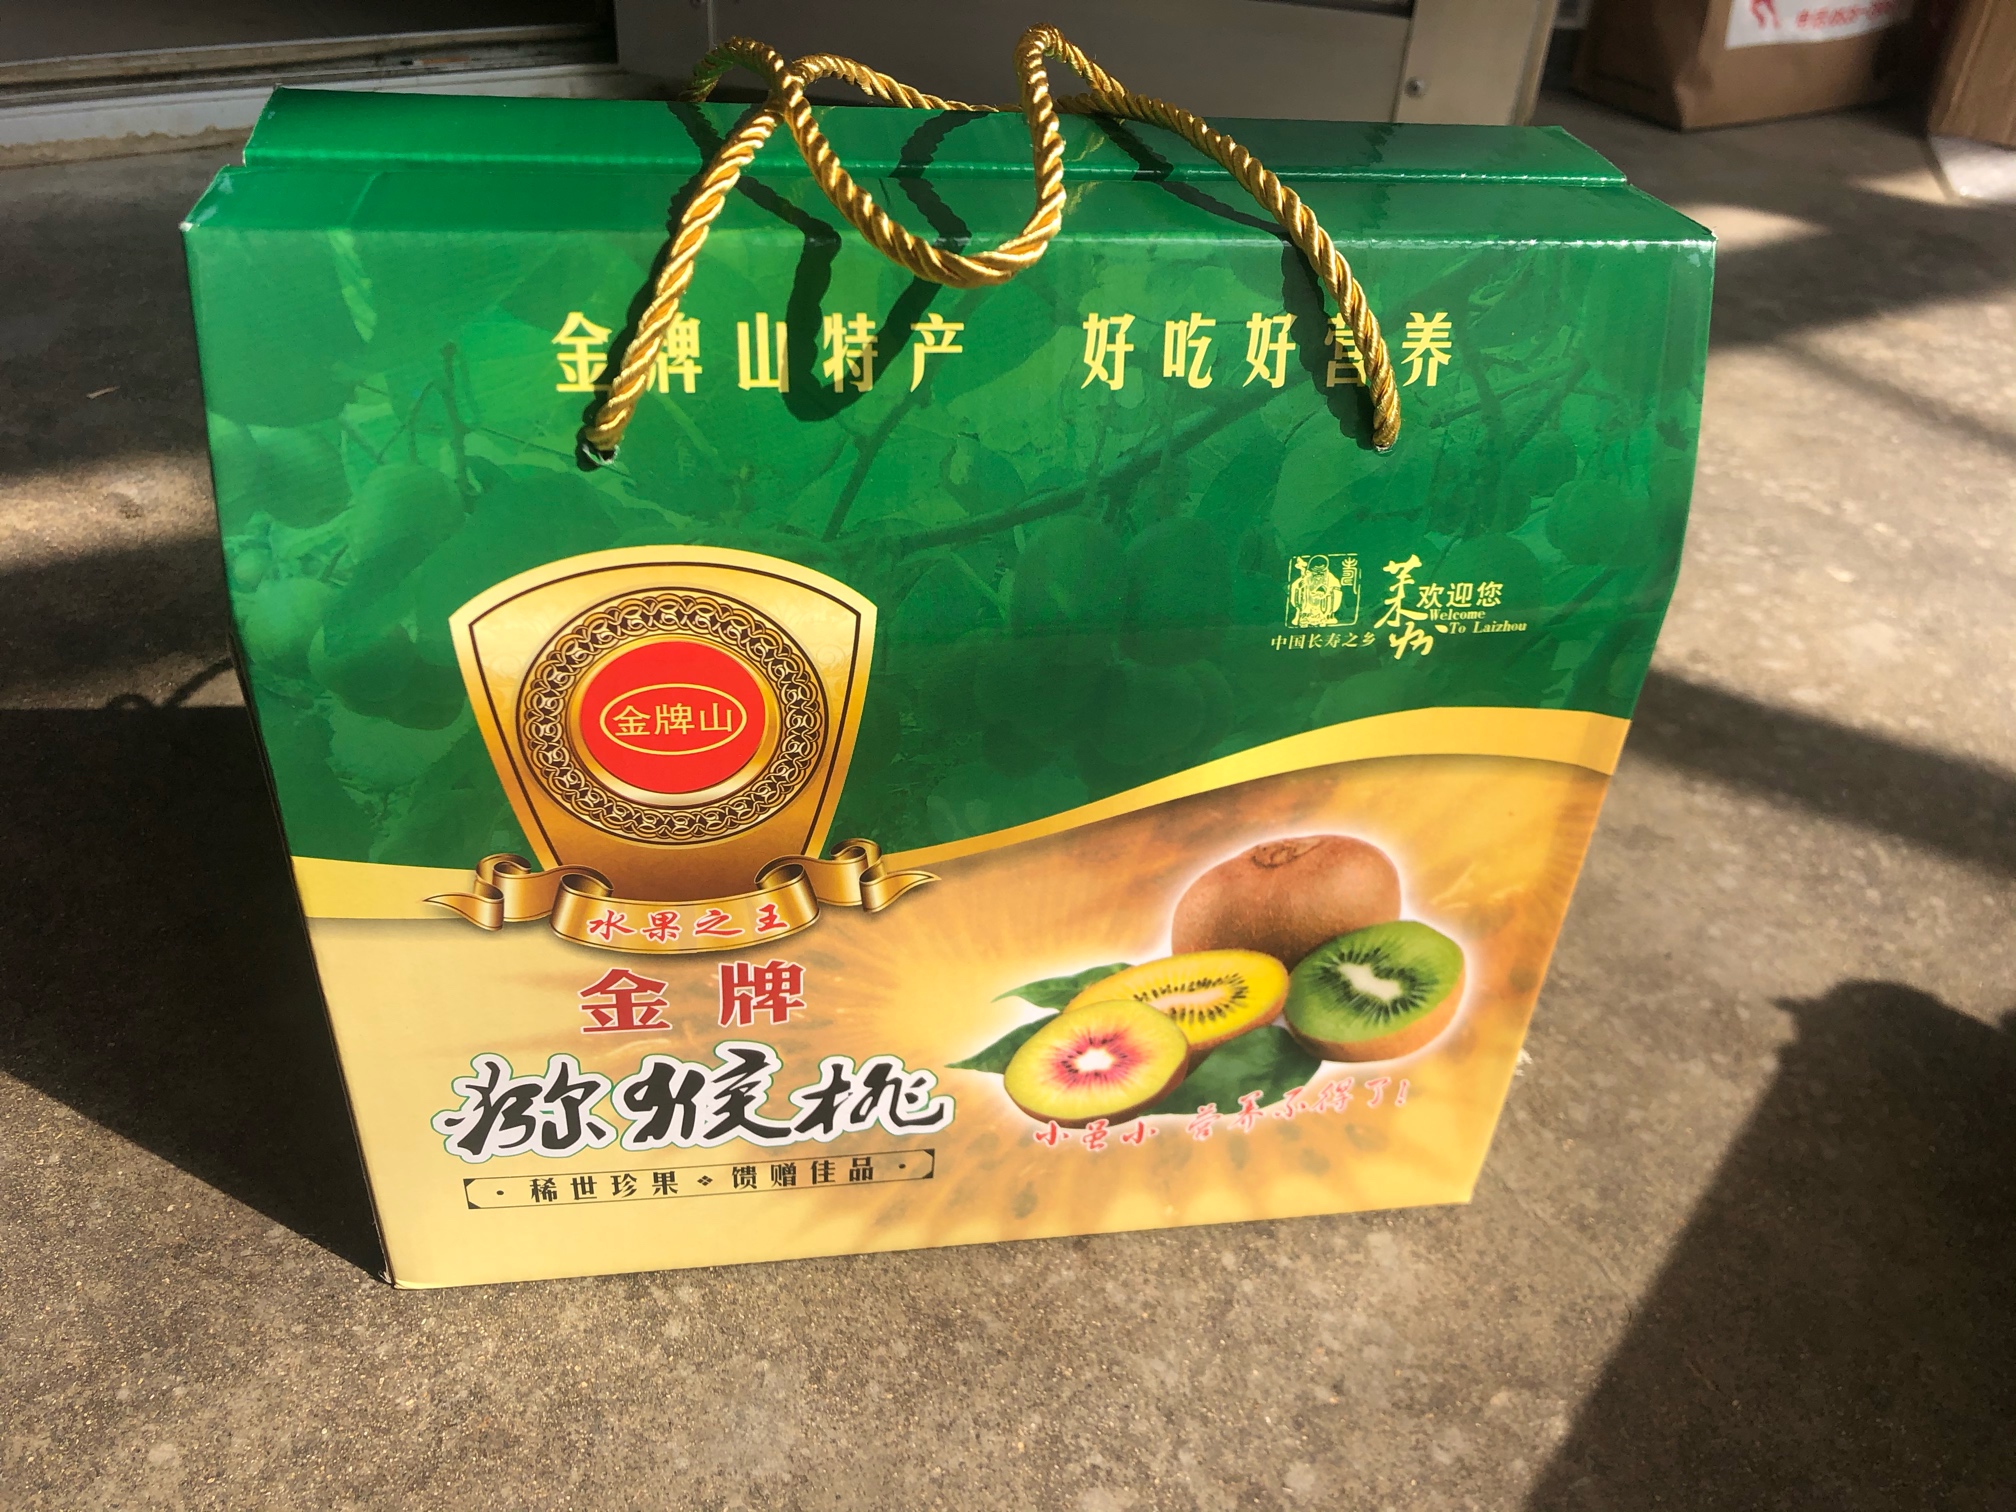 金牌山特产 好吃好营养
寿
莱州
欢迎您
Welcome
To Laizhou
中国长寿之乡
金牌山
水果之王
金牌
猕猴桃
小当小 营养不得了!
·稀世珍果❖馈赠佳品·